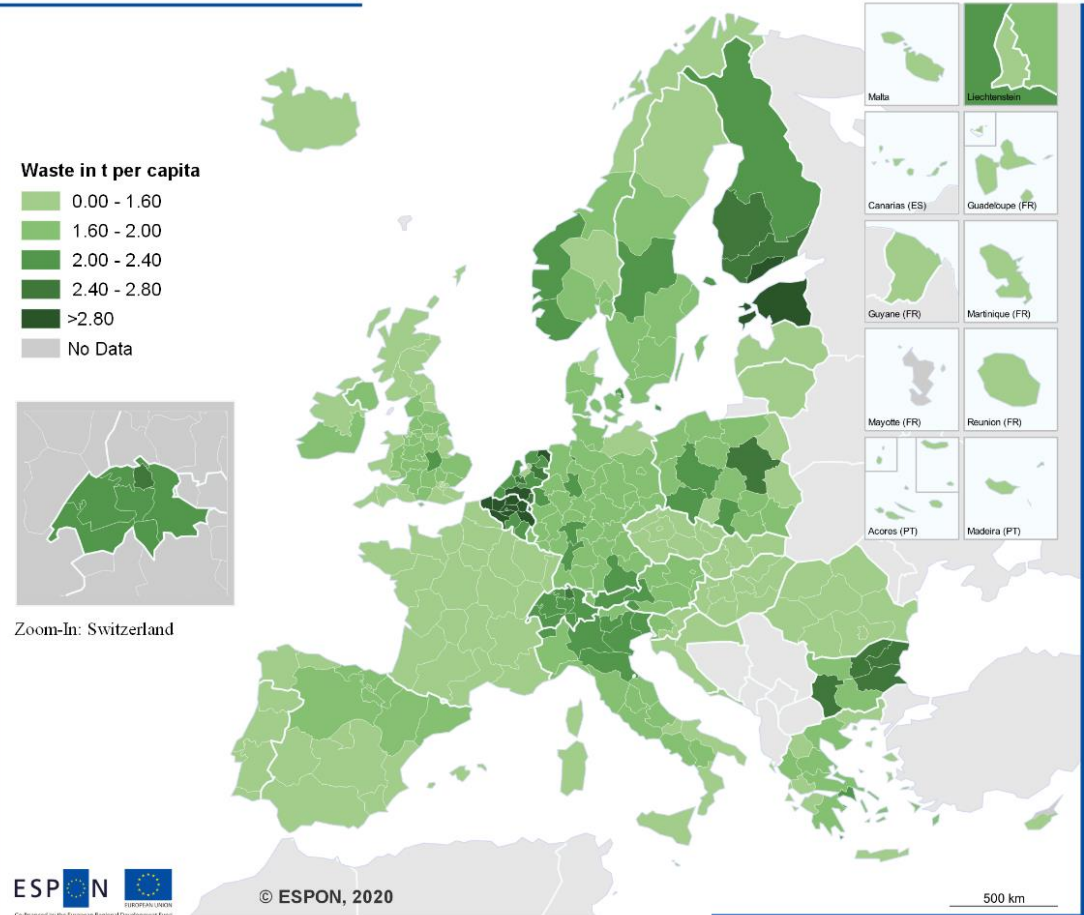 Waste in t per capita
0.00 - 1.60
1.60 - 2.00
2.00 - 2.40
2.40 - 2.80
>2.80
No Data
Zoom-In: Switzerland
Malta
Liechtenstein
Canarias (ES)
Guadeloupe (FR)
Guyane (FR)
Martinique (FR)
Mayotte (FR)
Reunion (FR)
Acores (PT)
Madeira (PT)
ESPON
EUROPEAN UNION
© ESPON, 2020
500 km